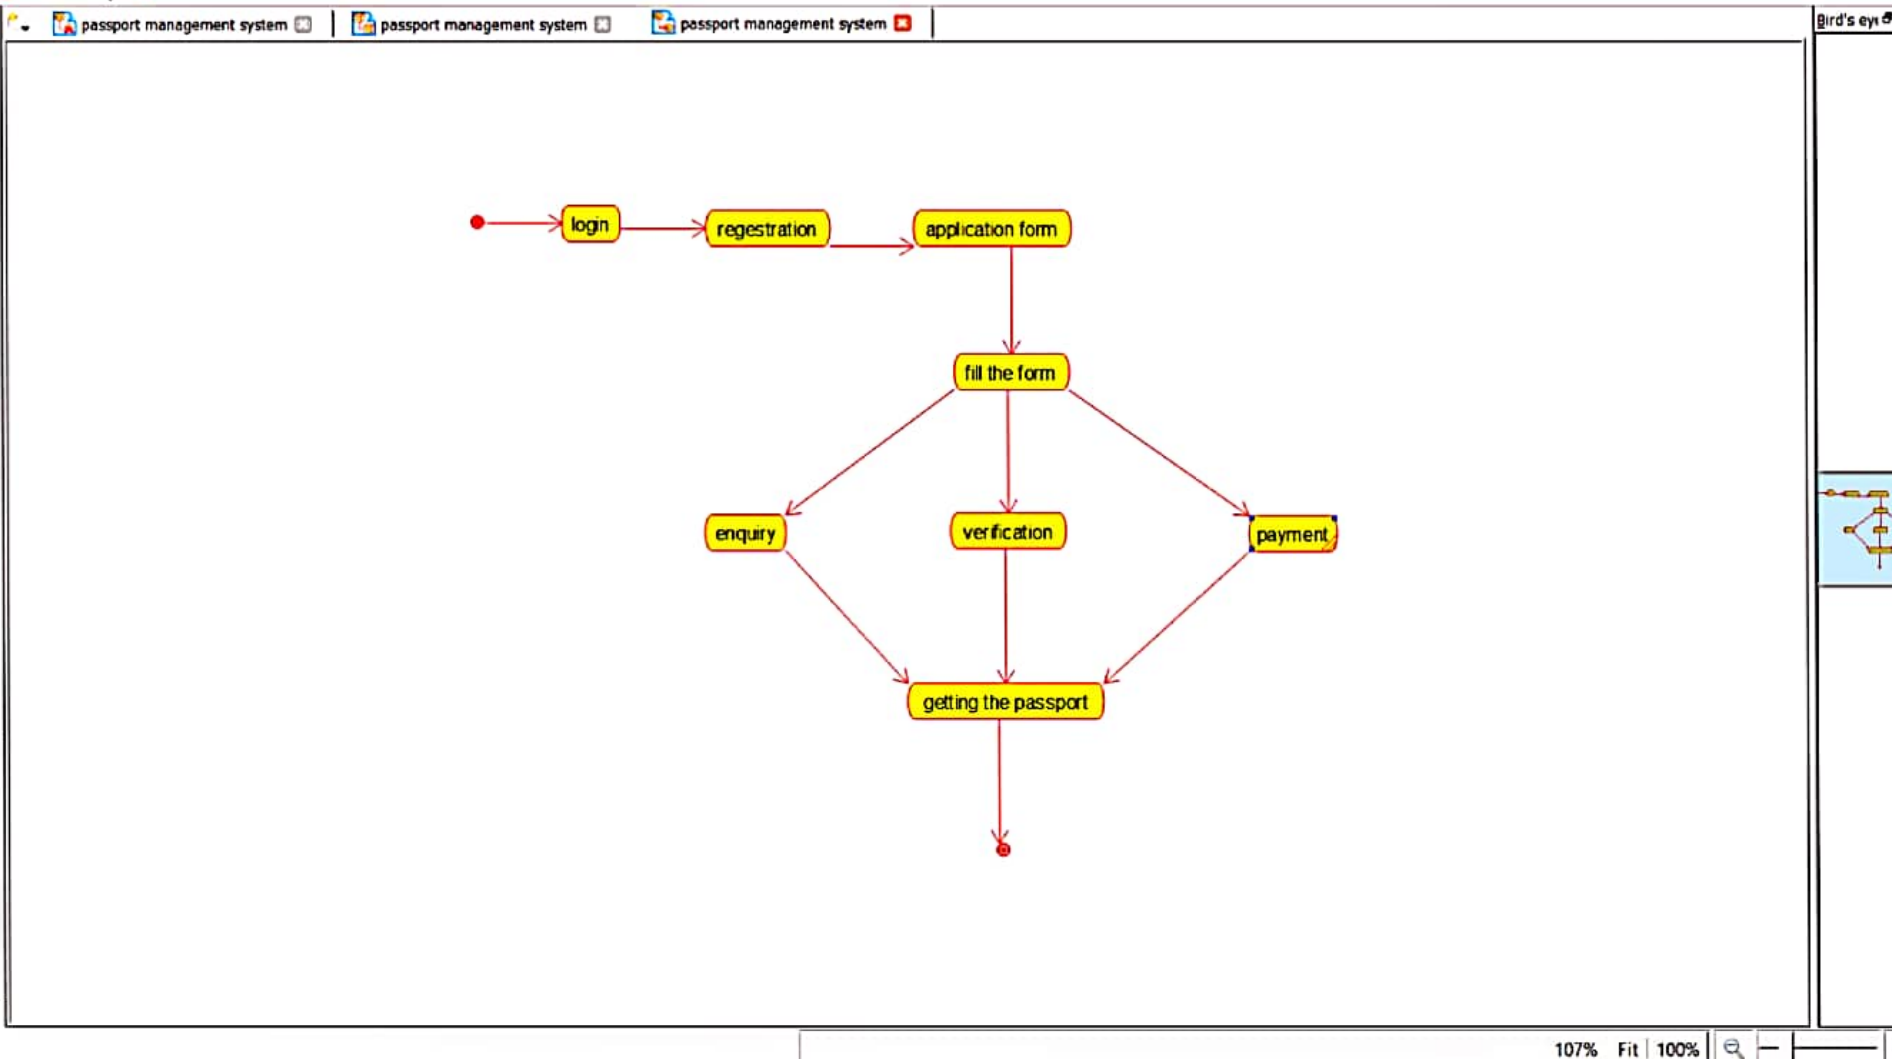 passport management system
passport management system
passport management system
Bird's eye
login
regestration
application form
fill the form
enquiry
verification
payment
getting the passport
107% Fit 100%